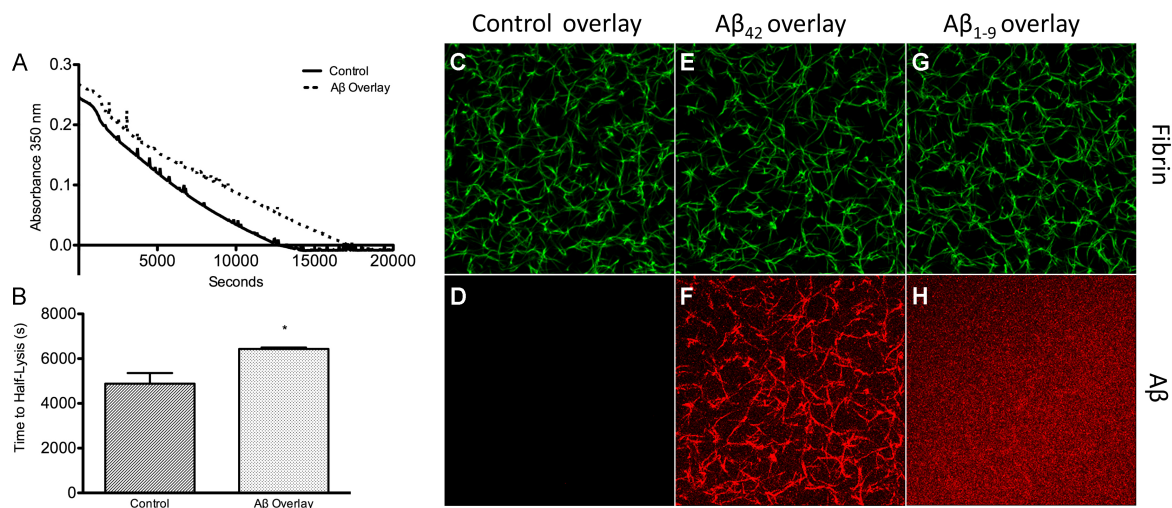 Control overlay
Aβ42 overlay
Aβ1-9 overlay
A
0.3
0.2
0.1
0.0
Absorbance 350 nm
Control
Aβ Overlay
5000
10000
15000
20000
Seconds
B
8000
6000
4000
2000
0
Time to Half-Lysis (s)
*
Control
Aβ Overlay
C
E
G
Fibrin
D
F
H
Aβ